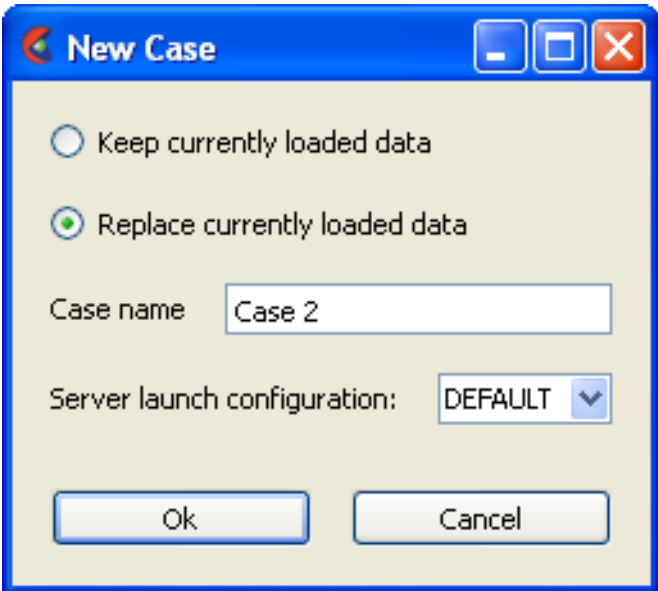 New Case
Keep currently loaded data
Replace currently loaded data
Case name Case 2
Server launch configuration: DEFAULT
Ok Cancel